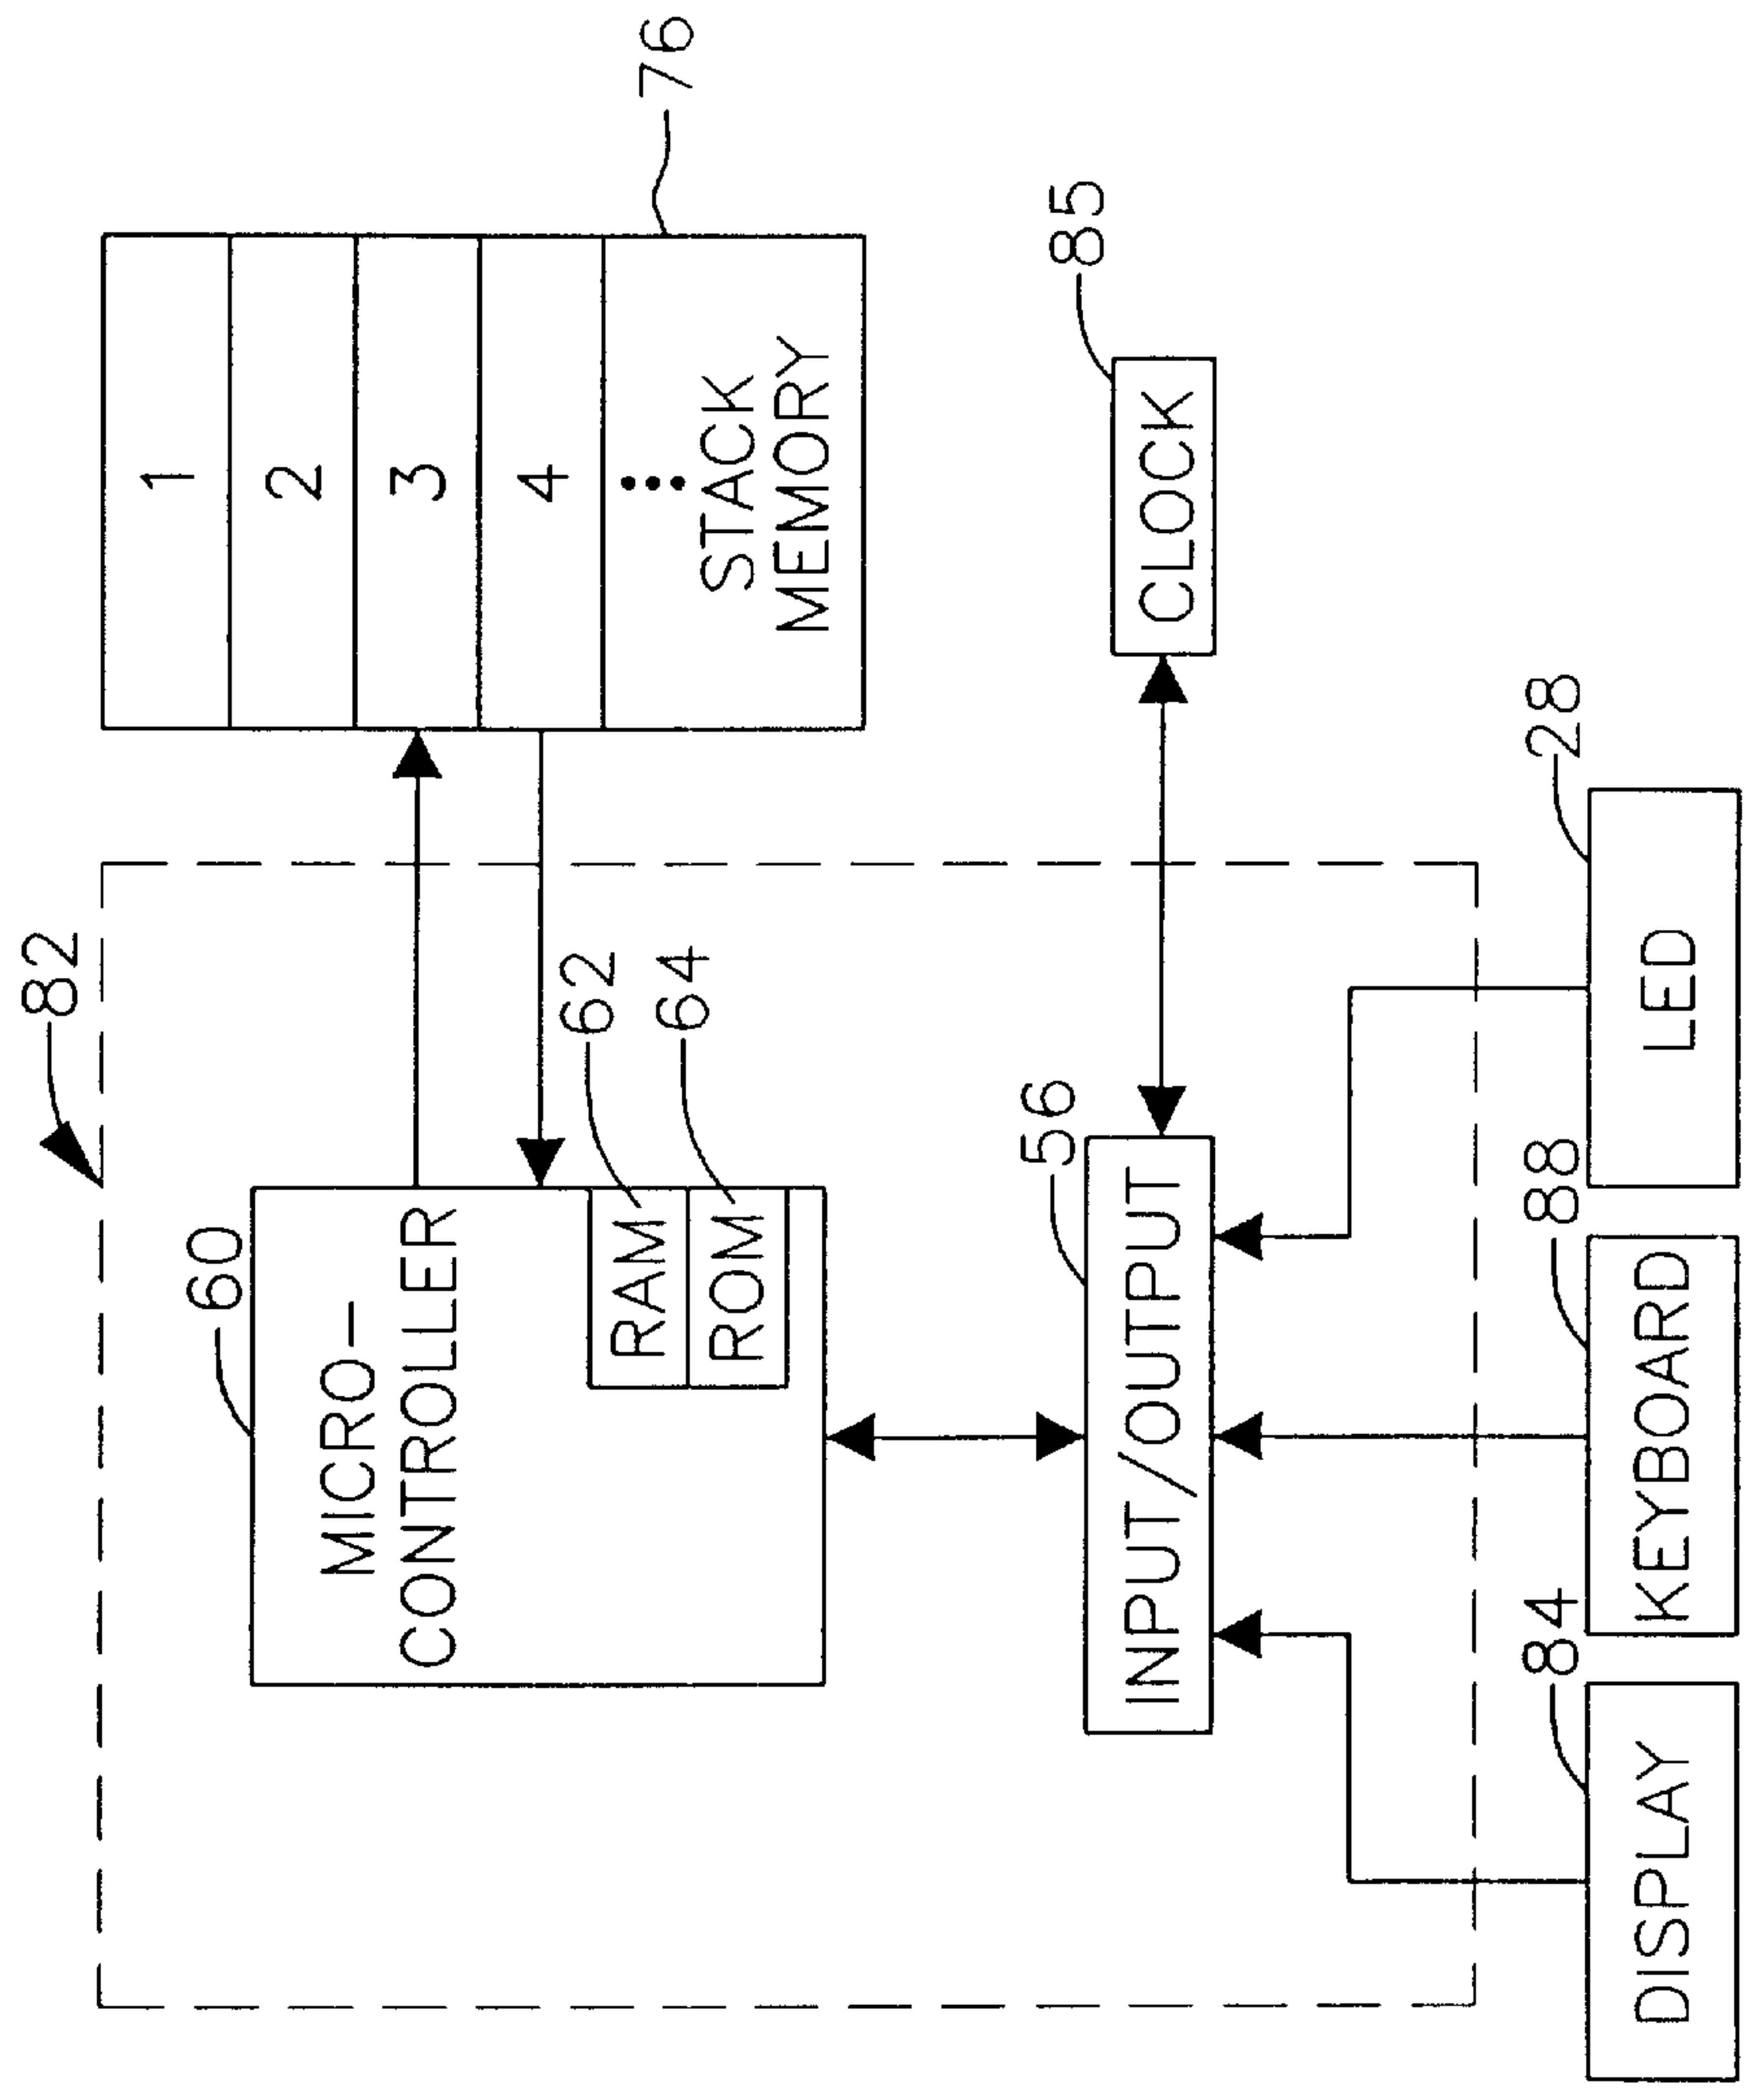 82
60
MICRO-
CONTROLLER
RAM
ROM
62
64
1
2
3
4
STACK
MEMORY
76
56
INPUT/OUTPUT
CLOCK
85
DISPLAY
84
KEYBOARD
88
LED
28